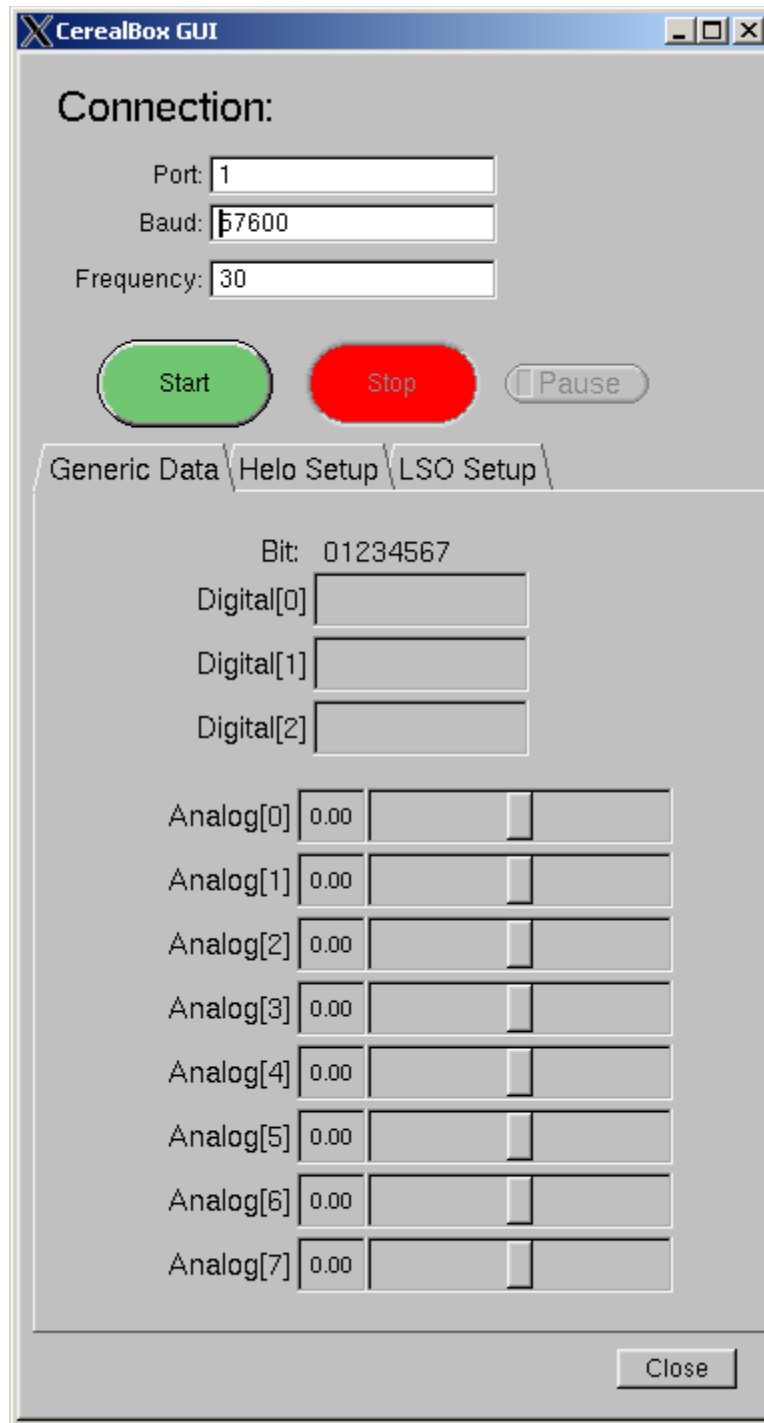 CerealBox GUI
Connection:
Port: 1
Baud: 57600
Frequency: 30
Start Stop Pause
Generic Data Helo Setup LSO Setup
Bit: 01234567
Digital[0]
Digital[1]
Digital[2]
Analog[0] 0.00
Analog[1] 0.00
Analog[2] 0.00
Analog[3] 0.00
Analog[4] 0.00
Analog[5] 0.00
Analog[6] 0.00
Analog[7] 0.00
Close